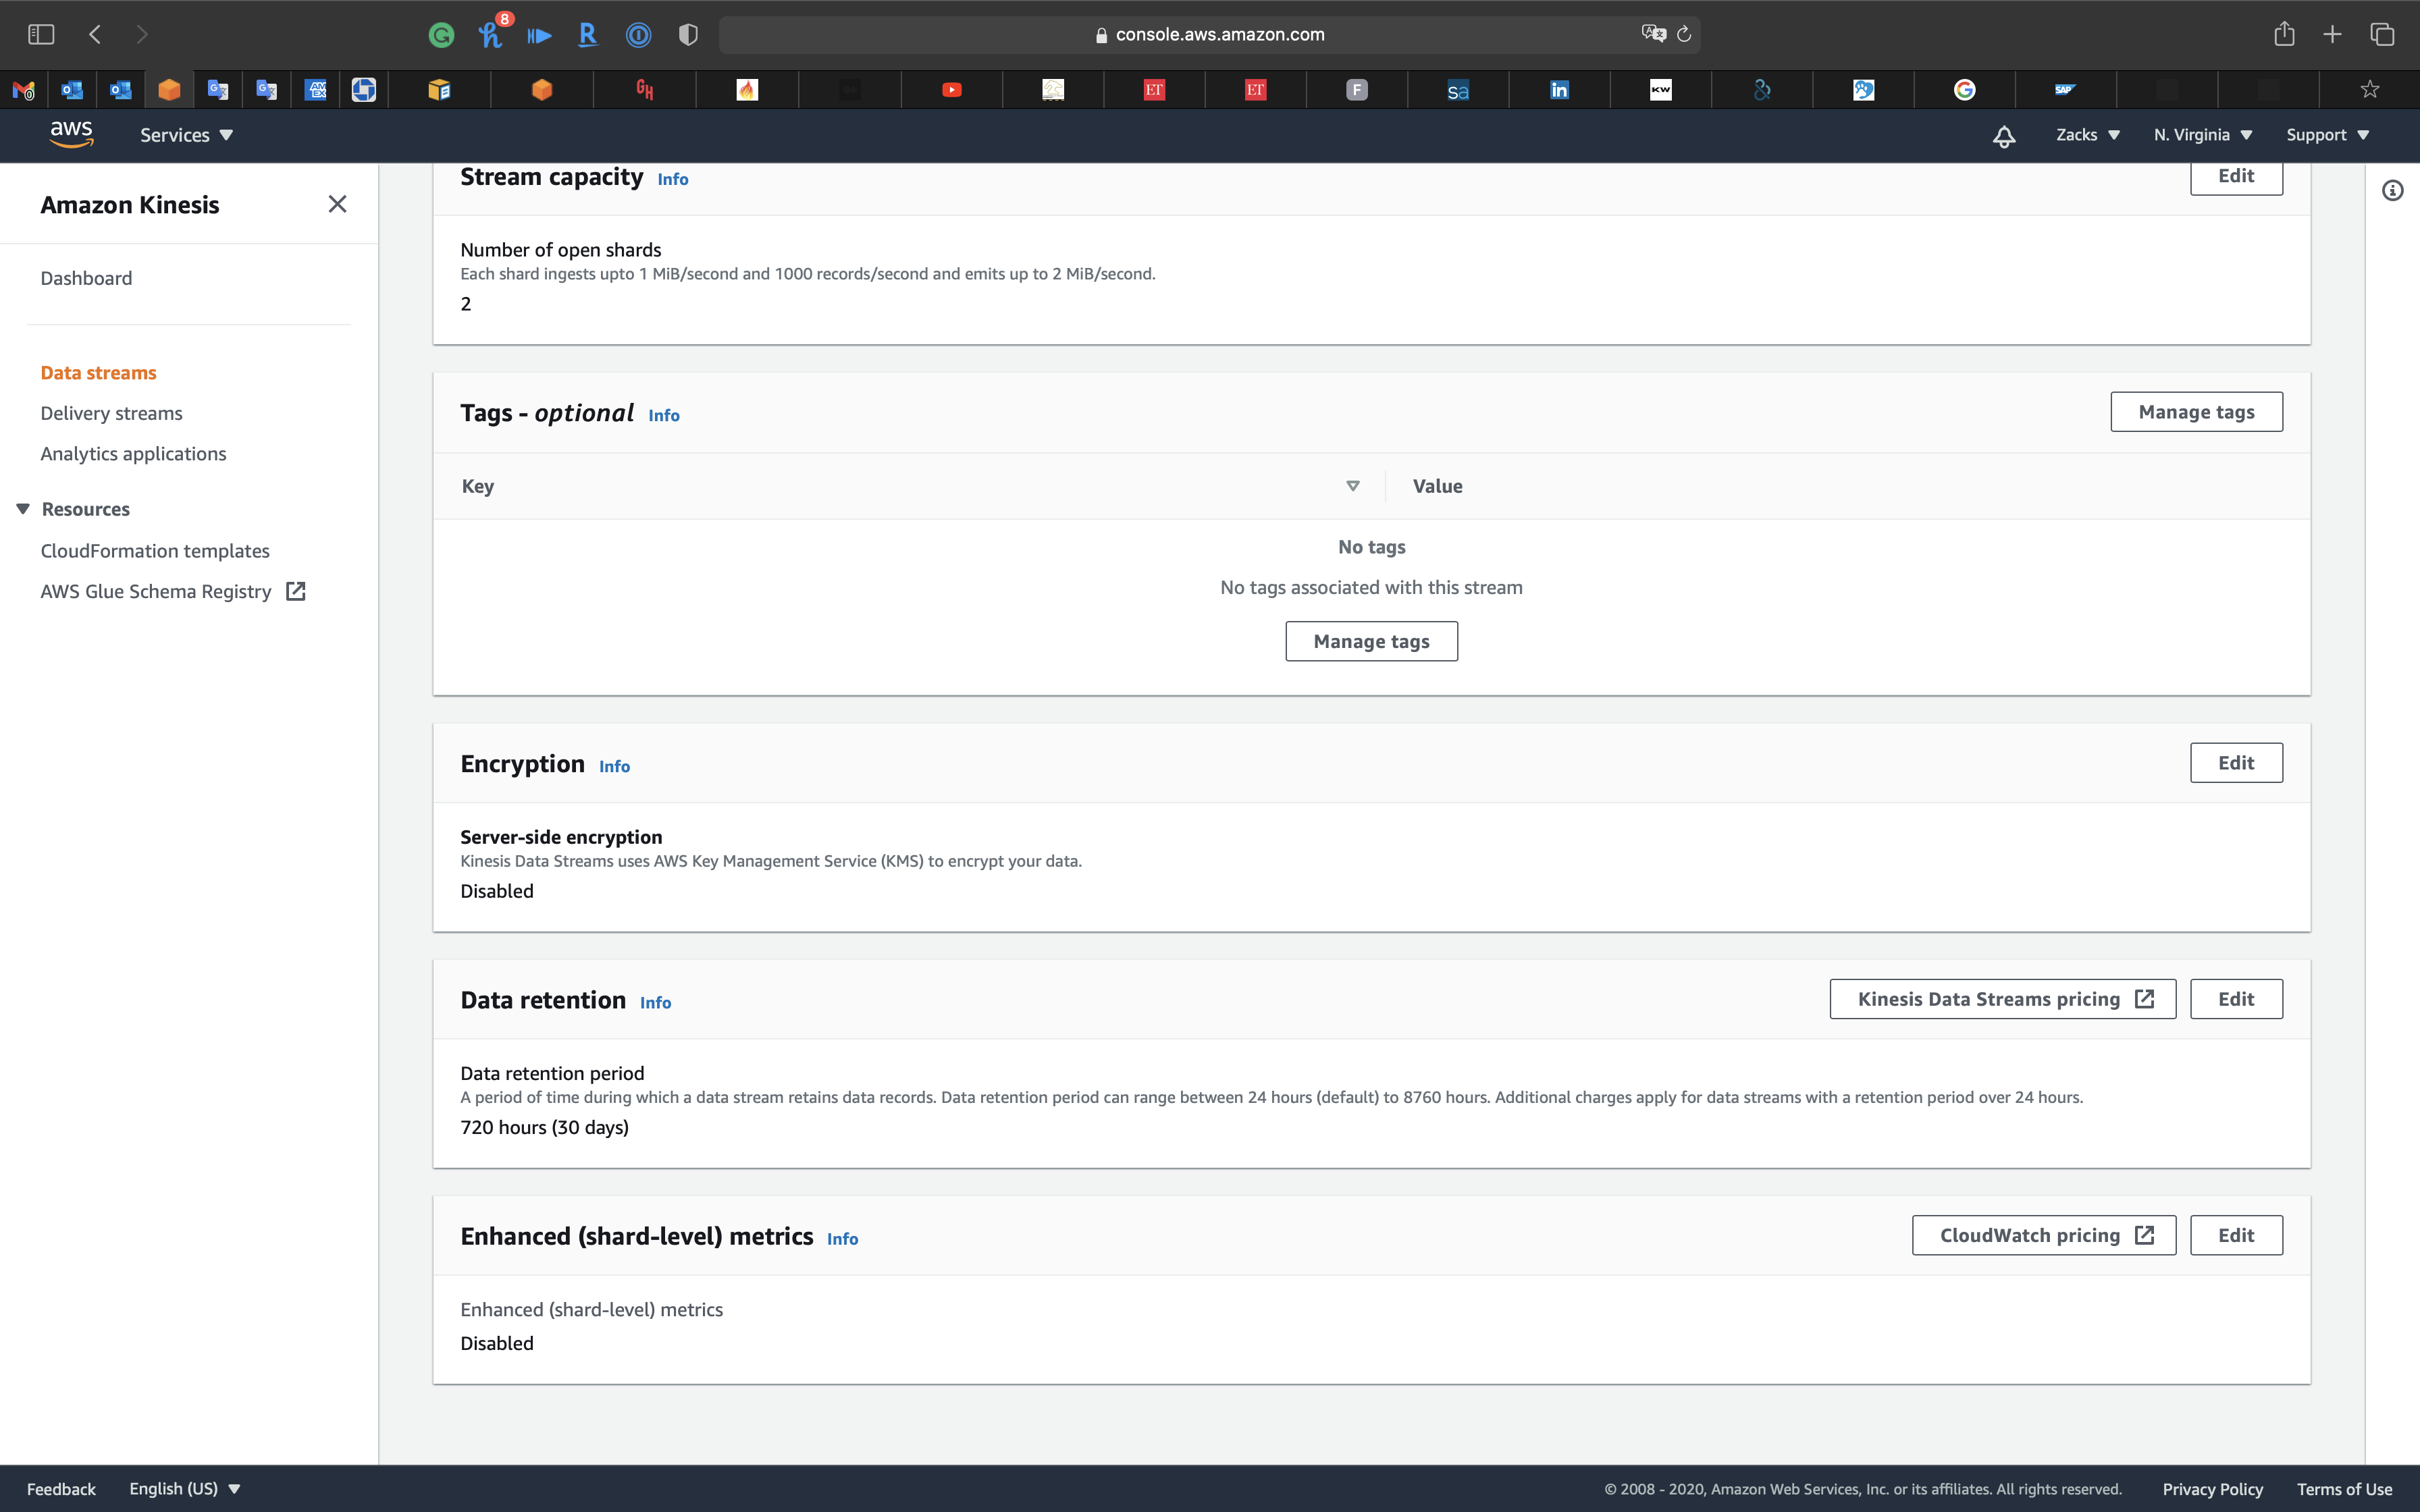 8
console.aws.amazon.com
ET
ET
F
sa
in
KW
SAP
aws
Services
Zacks
N. Virginia
Support
Amazon Kinesis
Dashboard
Data streams
Delivery streams
Analytics applications
Resources
CloudFormation templates
AWS Glue Schema Registry
Stream capacity Info
Edit
Number of open shards
Each shard ingests upto 1 MiB/second and 1000 records/second and emits up to 2 MiB/second.
2
Tags - optional Info
Manage tags
Key
Value
No tags
No tags associated with this stream
Manage tags
Encryption Info
Edit
Server-side encryption
Kinesis Data Streams uses AWS Key Management Service (KMS) to encrypt your data.
Disabled
Data retention Info
Kinesis Data Streams pricing
Edit
Data retention period
A period of time during which a data stream retains data records. Data retention period can range between 24 hours (default) to 8760 hours. Additional charges apply for data streams with a retention period over 24 hours.
720 hours (30 days)
Enhanced (shard-level) metrics Info
CloudWatch pricing
Edit
Enhanced (shard-level) metrics
Disabled
Feedback
English (US)
© 2008 - 2020, Amazon Web Services, Inc. or its affiliates. All rights reserved.
Privacy Policy
Terms of Use